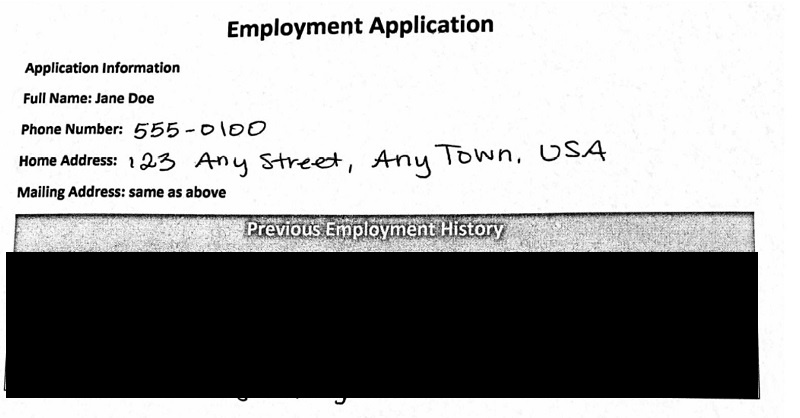 Employment Application
Application Information
Full Name: Jane Doe
Phone Number: 555-0100
Home Address: 123 Any Street, Any Town, USA
Mailing Address: same as above
Previous Employment History